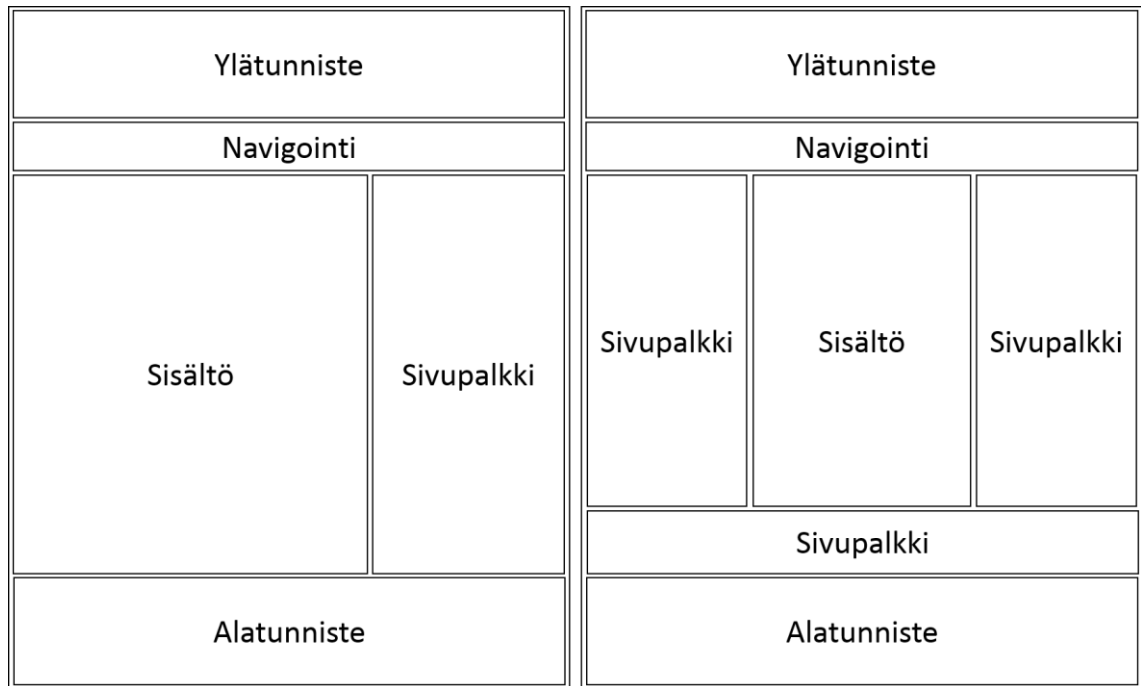 Ylätunniste
Navigointi
Sisältö
Sivupalkki
Alatunniste
Ylätunniste
Navigointi
Sivupalkki
Sisältö
Sivupalkki
Sivupalkki
Alatunniste